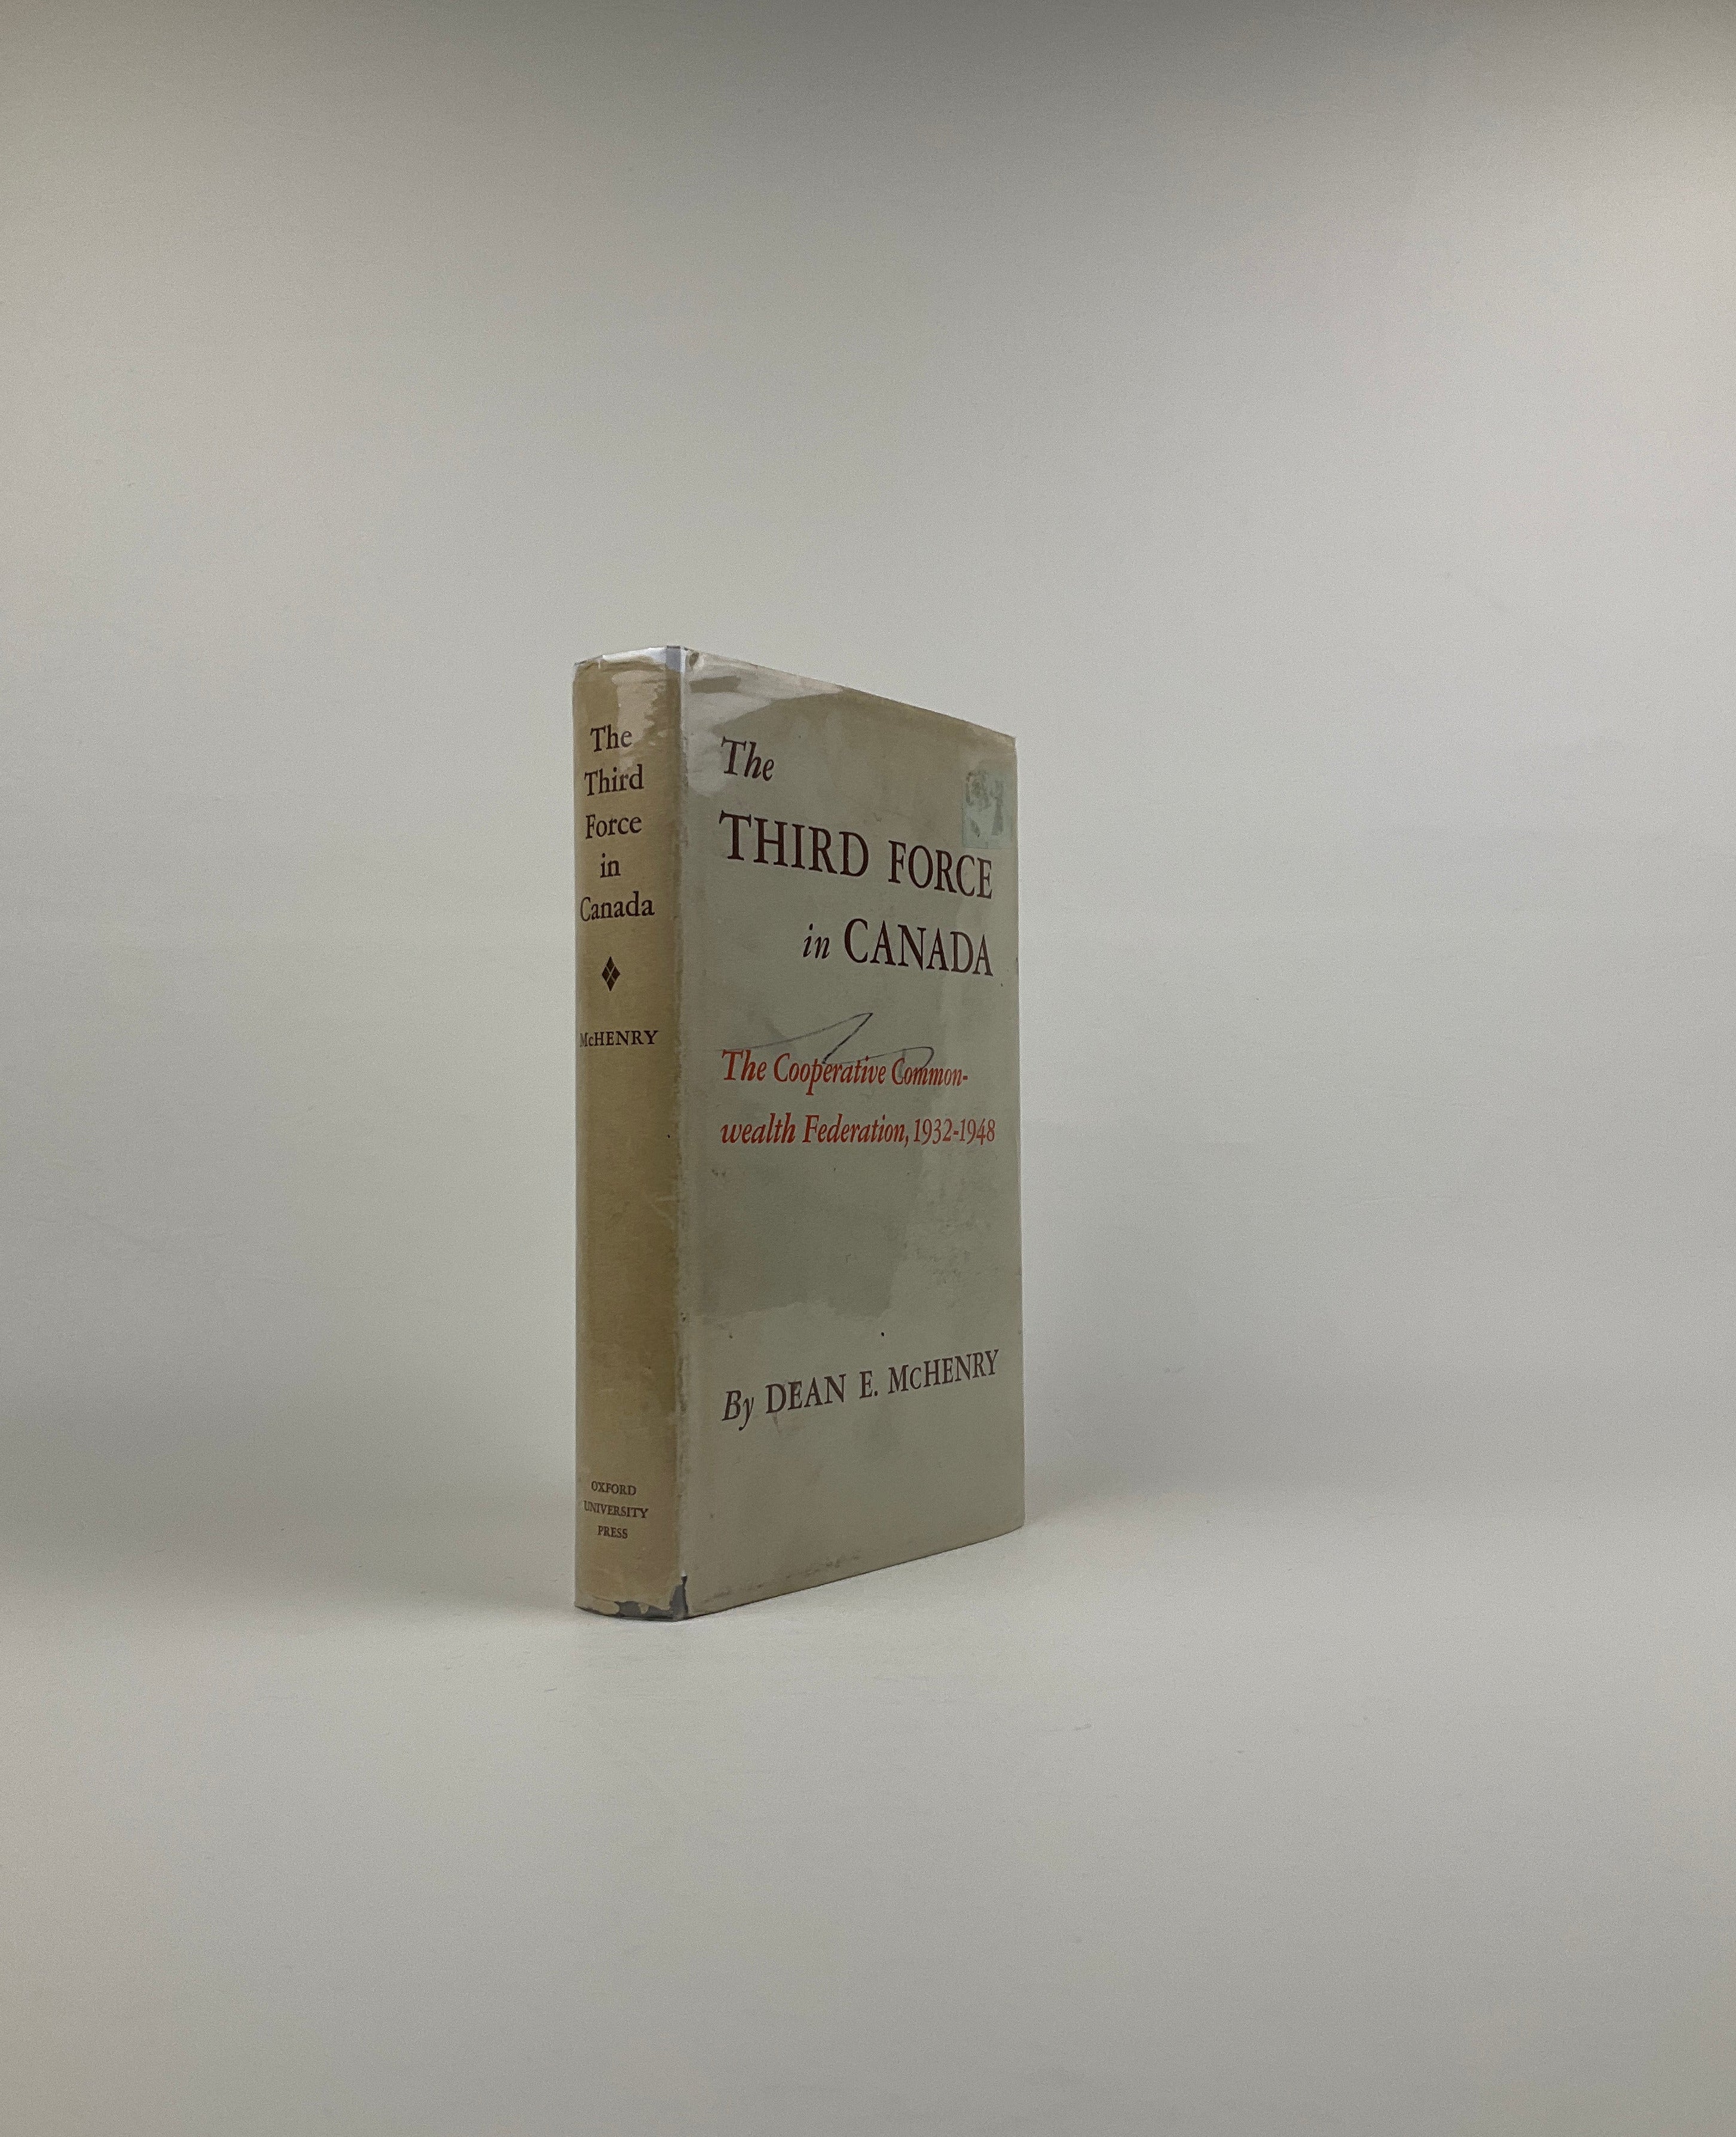 The
Third
Force
in
Canada
McHENRY
OXFORD
UNIVERSITY
PRESS
The
THIRD FORCE
in CANADA
The Cooperative Common-
wealth Federation, 1932-1948
By DEAN E. McHENRY